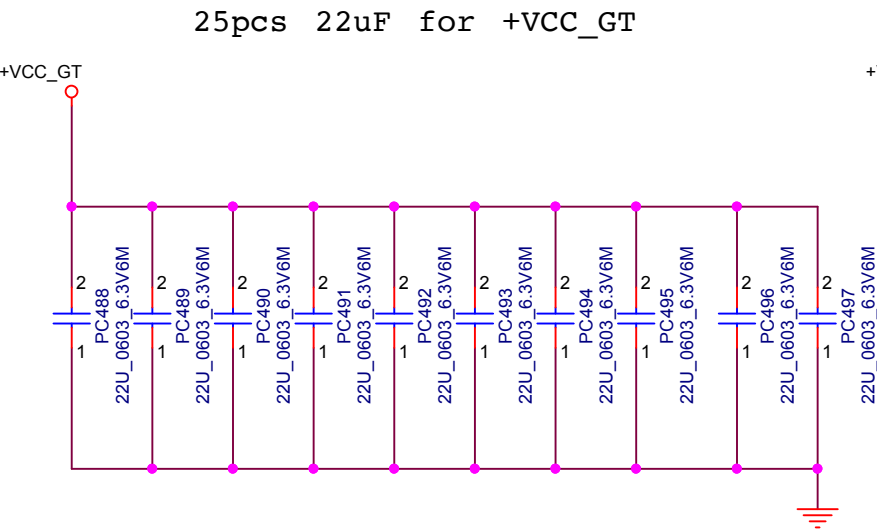 25pcs 22uF for +VCC_GT
+VCC_GT
2
1
PC488
22U_0603_6.3V6M
2
1
PC489
22U_0603_6.3V6M
2
1
PC490
22U_0603_6.3V6M
2
1
PC491
22U_0603_6.3V6M
2
1
PC492
22U_0603_6.3V6M
2
1
PC493
22U_0603_6.3V6M
2
1
PC494
22U_0603_6.3V6M
2
1
PC495
22U_0603_6.3V6M
2
1
PC496
22U_0603_6.3V6M
2
1
PC497
22U_0603_6.3V6M